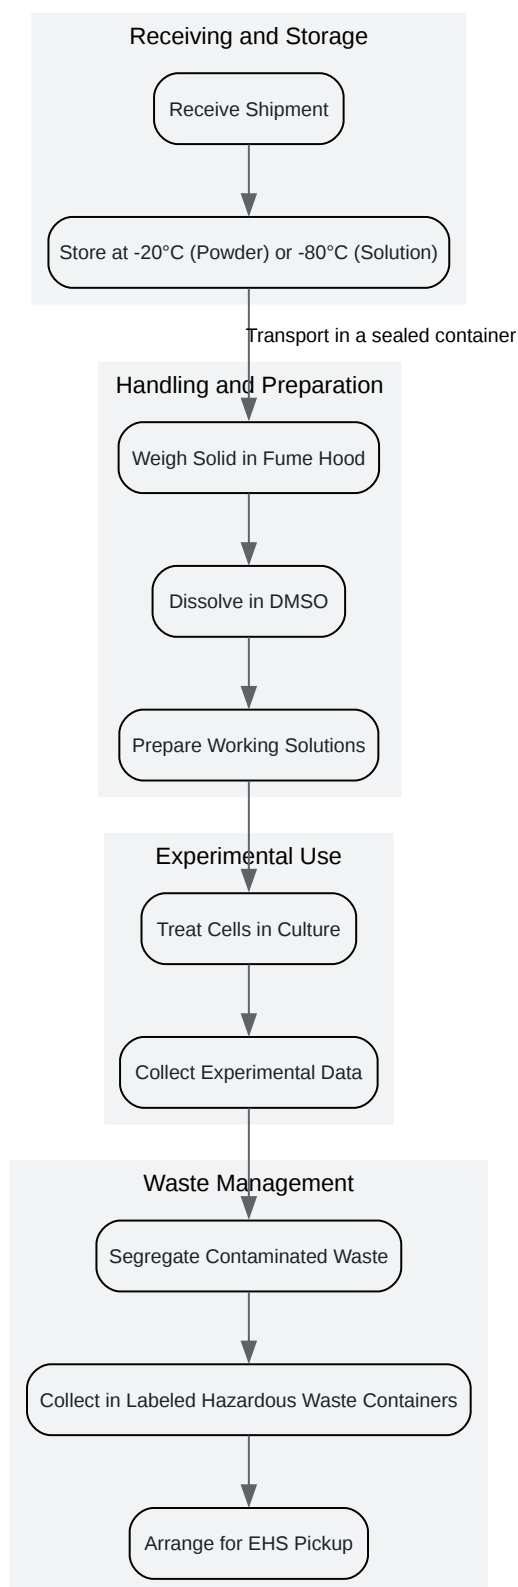 Receiving and Storage
Receive Shipment
Store at -20°C (Powder) or -80°C (Solution)
Transport in a sealed container
Handling and Preparation
Weigh Solid in Fume Hood
Dissolve in DMSO
Prepare Working Solutions
Experimental Use
Treat Cells in Culture
Collect Experimental Data
Waste Management
Segregate Contaminated Waste
Collect in Labeled Hazardous Waste Containers
Arrange for EHS Pickup